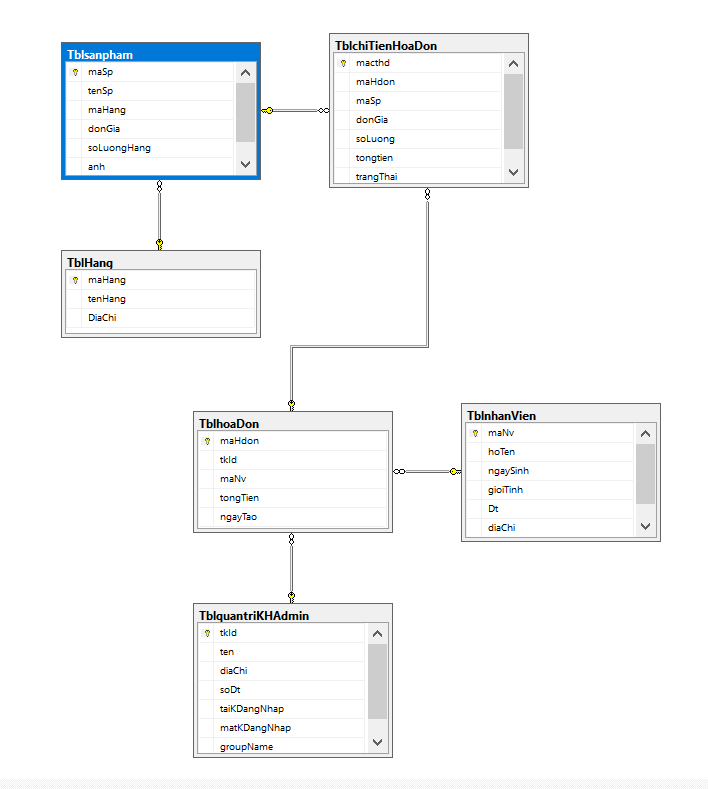 Tblsanpham
maSp
tenSp
maHang
donGia
soLuongHang
anh
TblchiTienHoaDon
macthd
maHdon
maSp
donGia
soLuong
tongtien
trangThai
TblHang
maHang
tenHang
DiaChi
TblhoaDon
maHdon
tkId
maNv
tongTien
ngayTao
TblnhanVien
maNv
hoTen
ngaySinh
gioiTinh
Dt
diaChi
TblquantriKHAdmin
tkId
ten
diaChi
soDt
taiKDangNhap
matKDangNhap
groupName